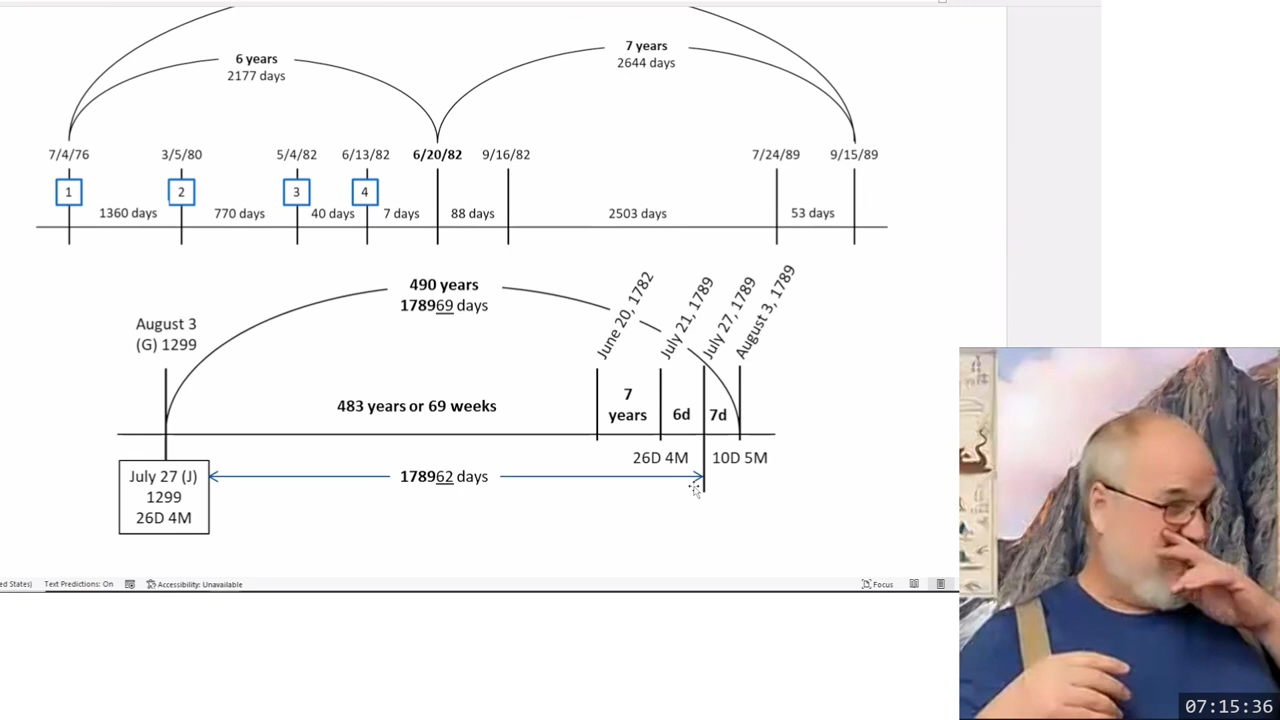 6 years
2177 days
7 years
2644 days
7/4/76
3/5/80
5/4/82
6/13/82
6/20/82
9/16/82
7/24/89
9/15/89
1
2
3
4
1360 days
770 days
40 days
7 days
88 days
2503 days
53 days
490 years
178969 days
August 3
(G) 1299
June 20, 1782
July 21, 1789
July 27, 1789
August 3, 1789
483 years or 69 weeks
7
years
6d
7d
26D 4M
10D 5M
July 27 (J)
1299
26D 4M
178962 days
ed States)
Text Predictions: On
Accessibility: Unavailable
Focus
07:15:36